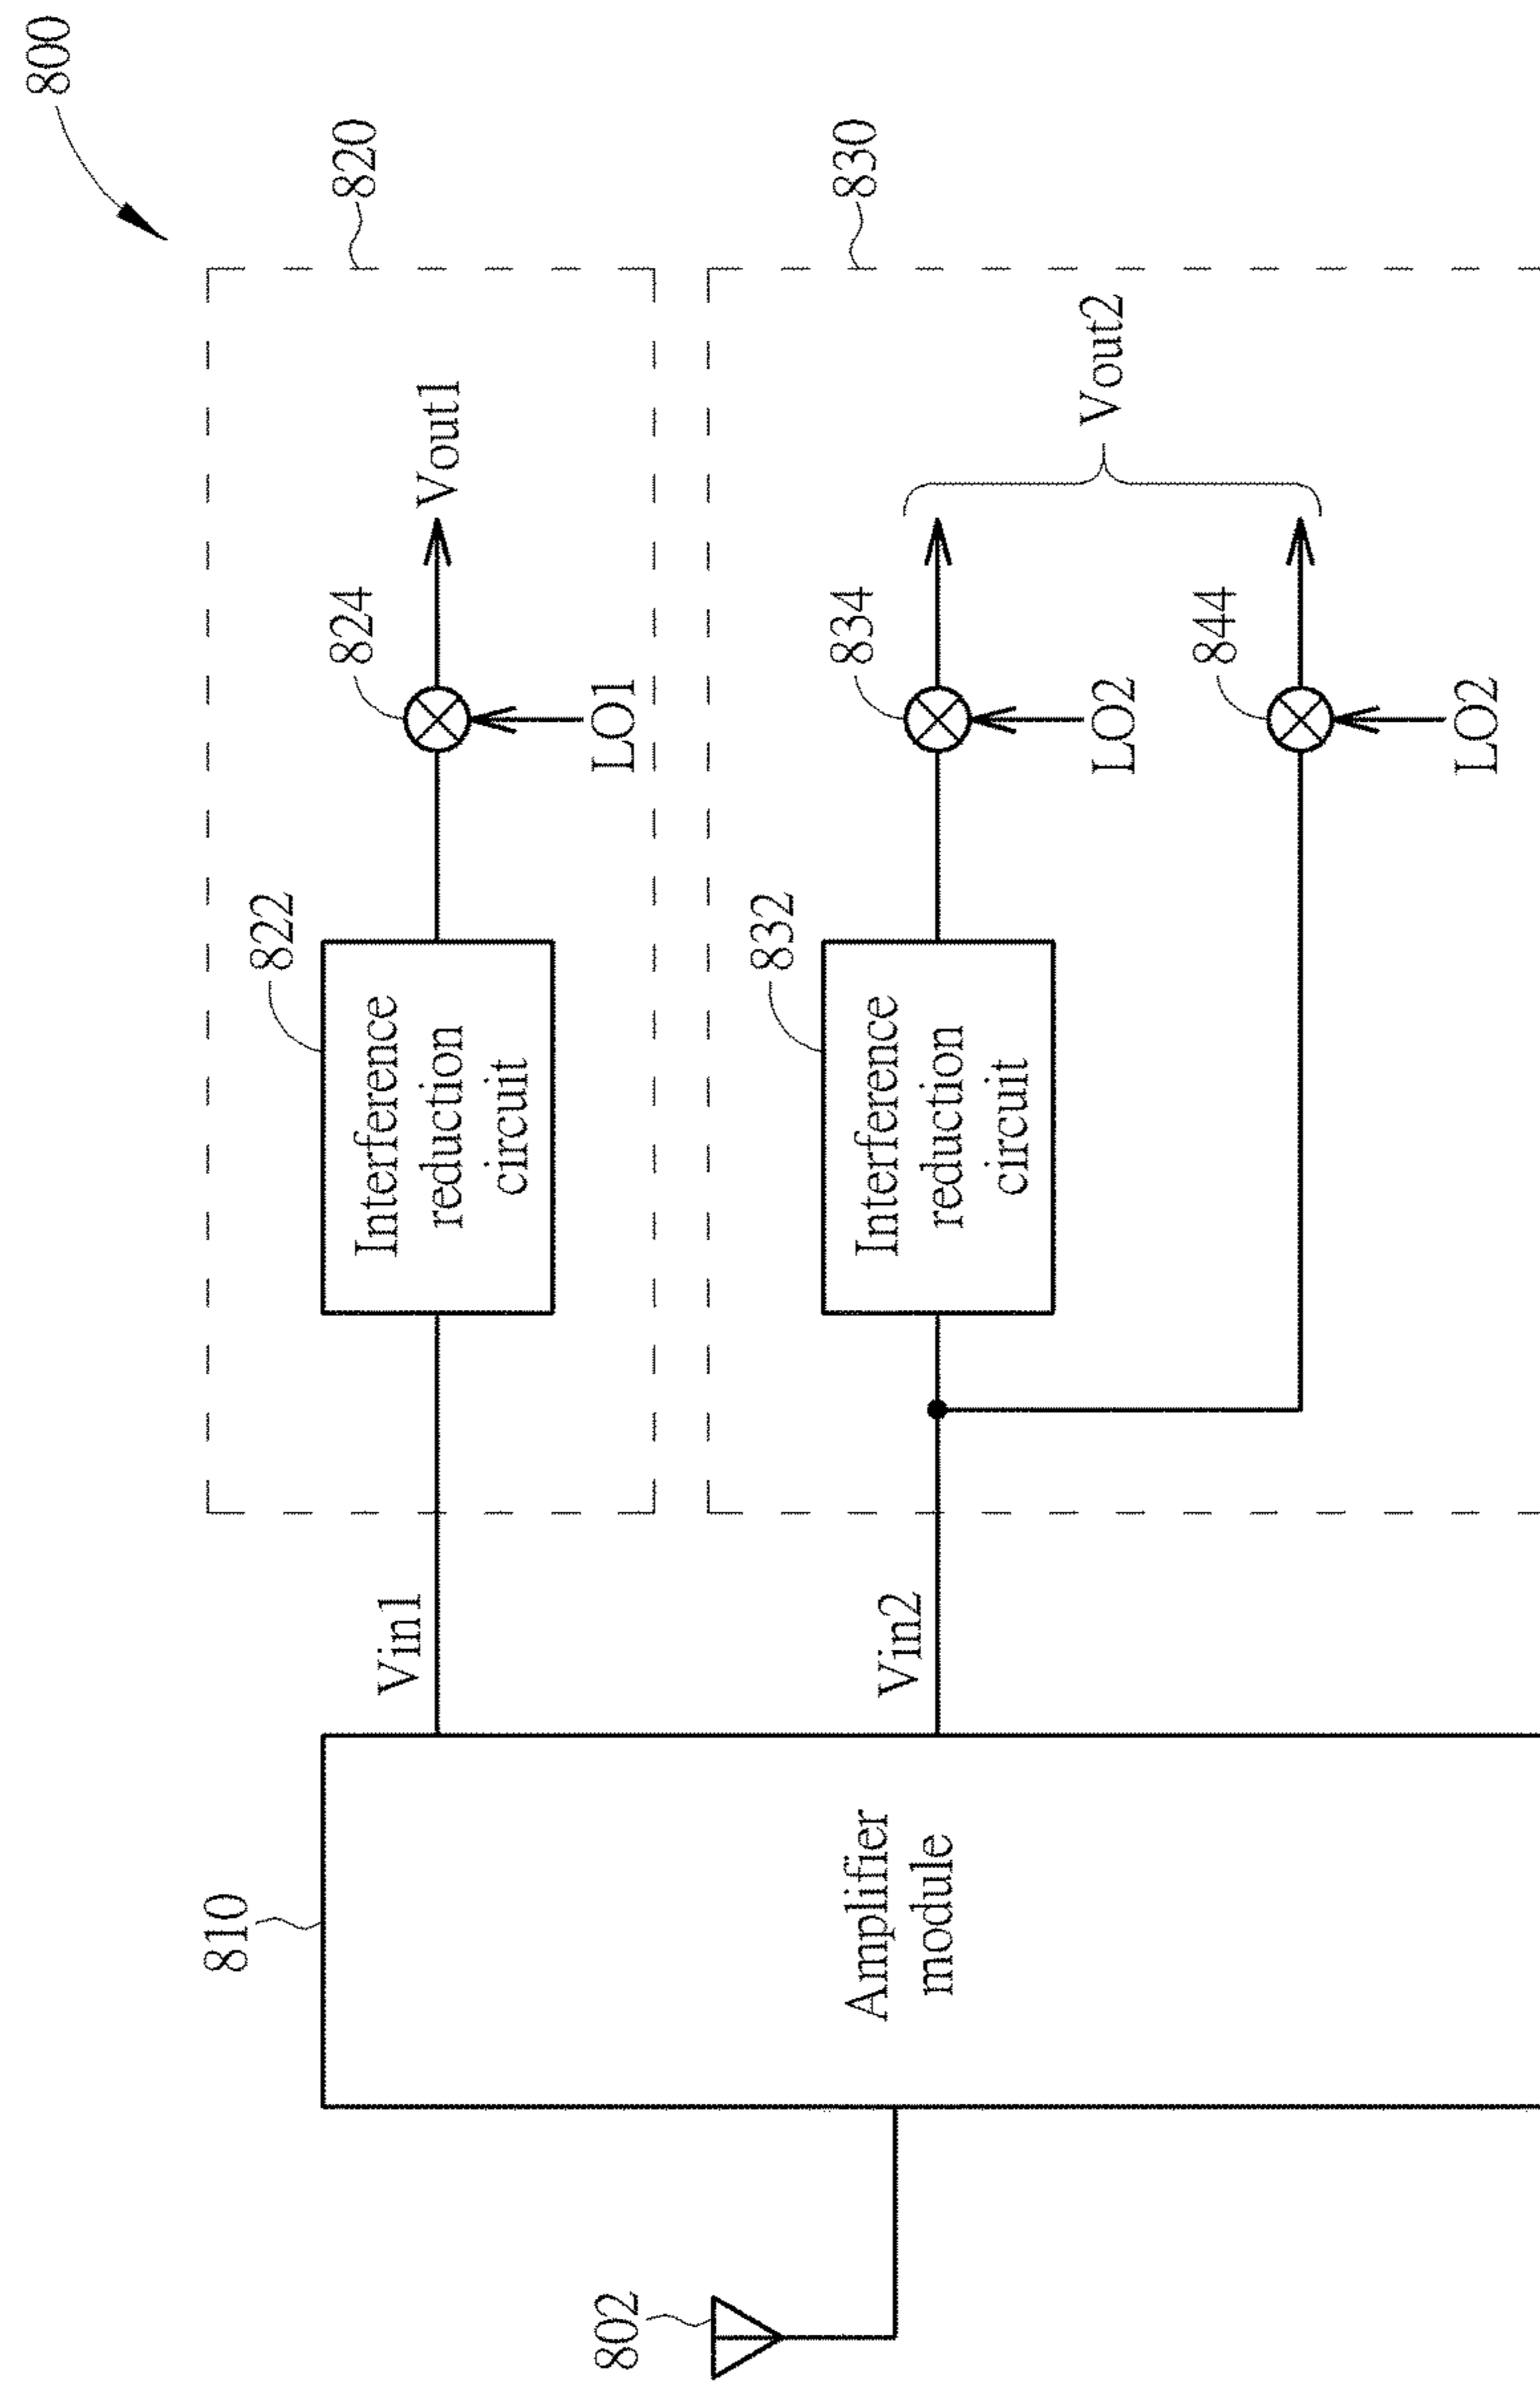 800
820
Vout1
824
LO1
822
Interference
reduction
circuit
Vin1
830
Vout2
834
LO2
844
LO2
832
Interference
reduction
circuit
Vin2
810
Amplifier
module
802